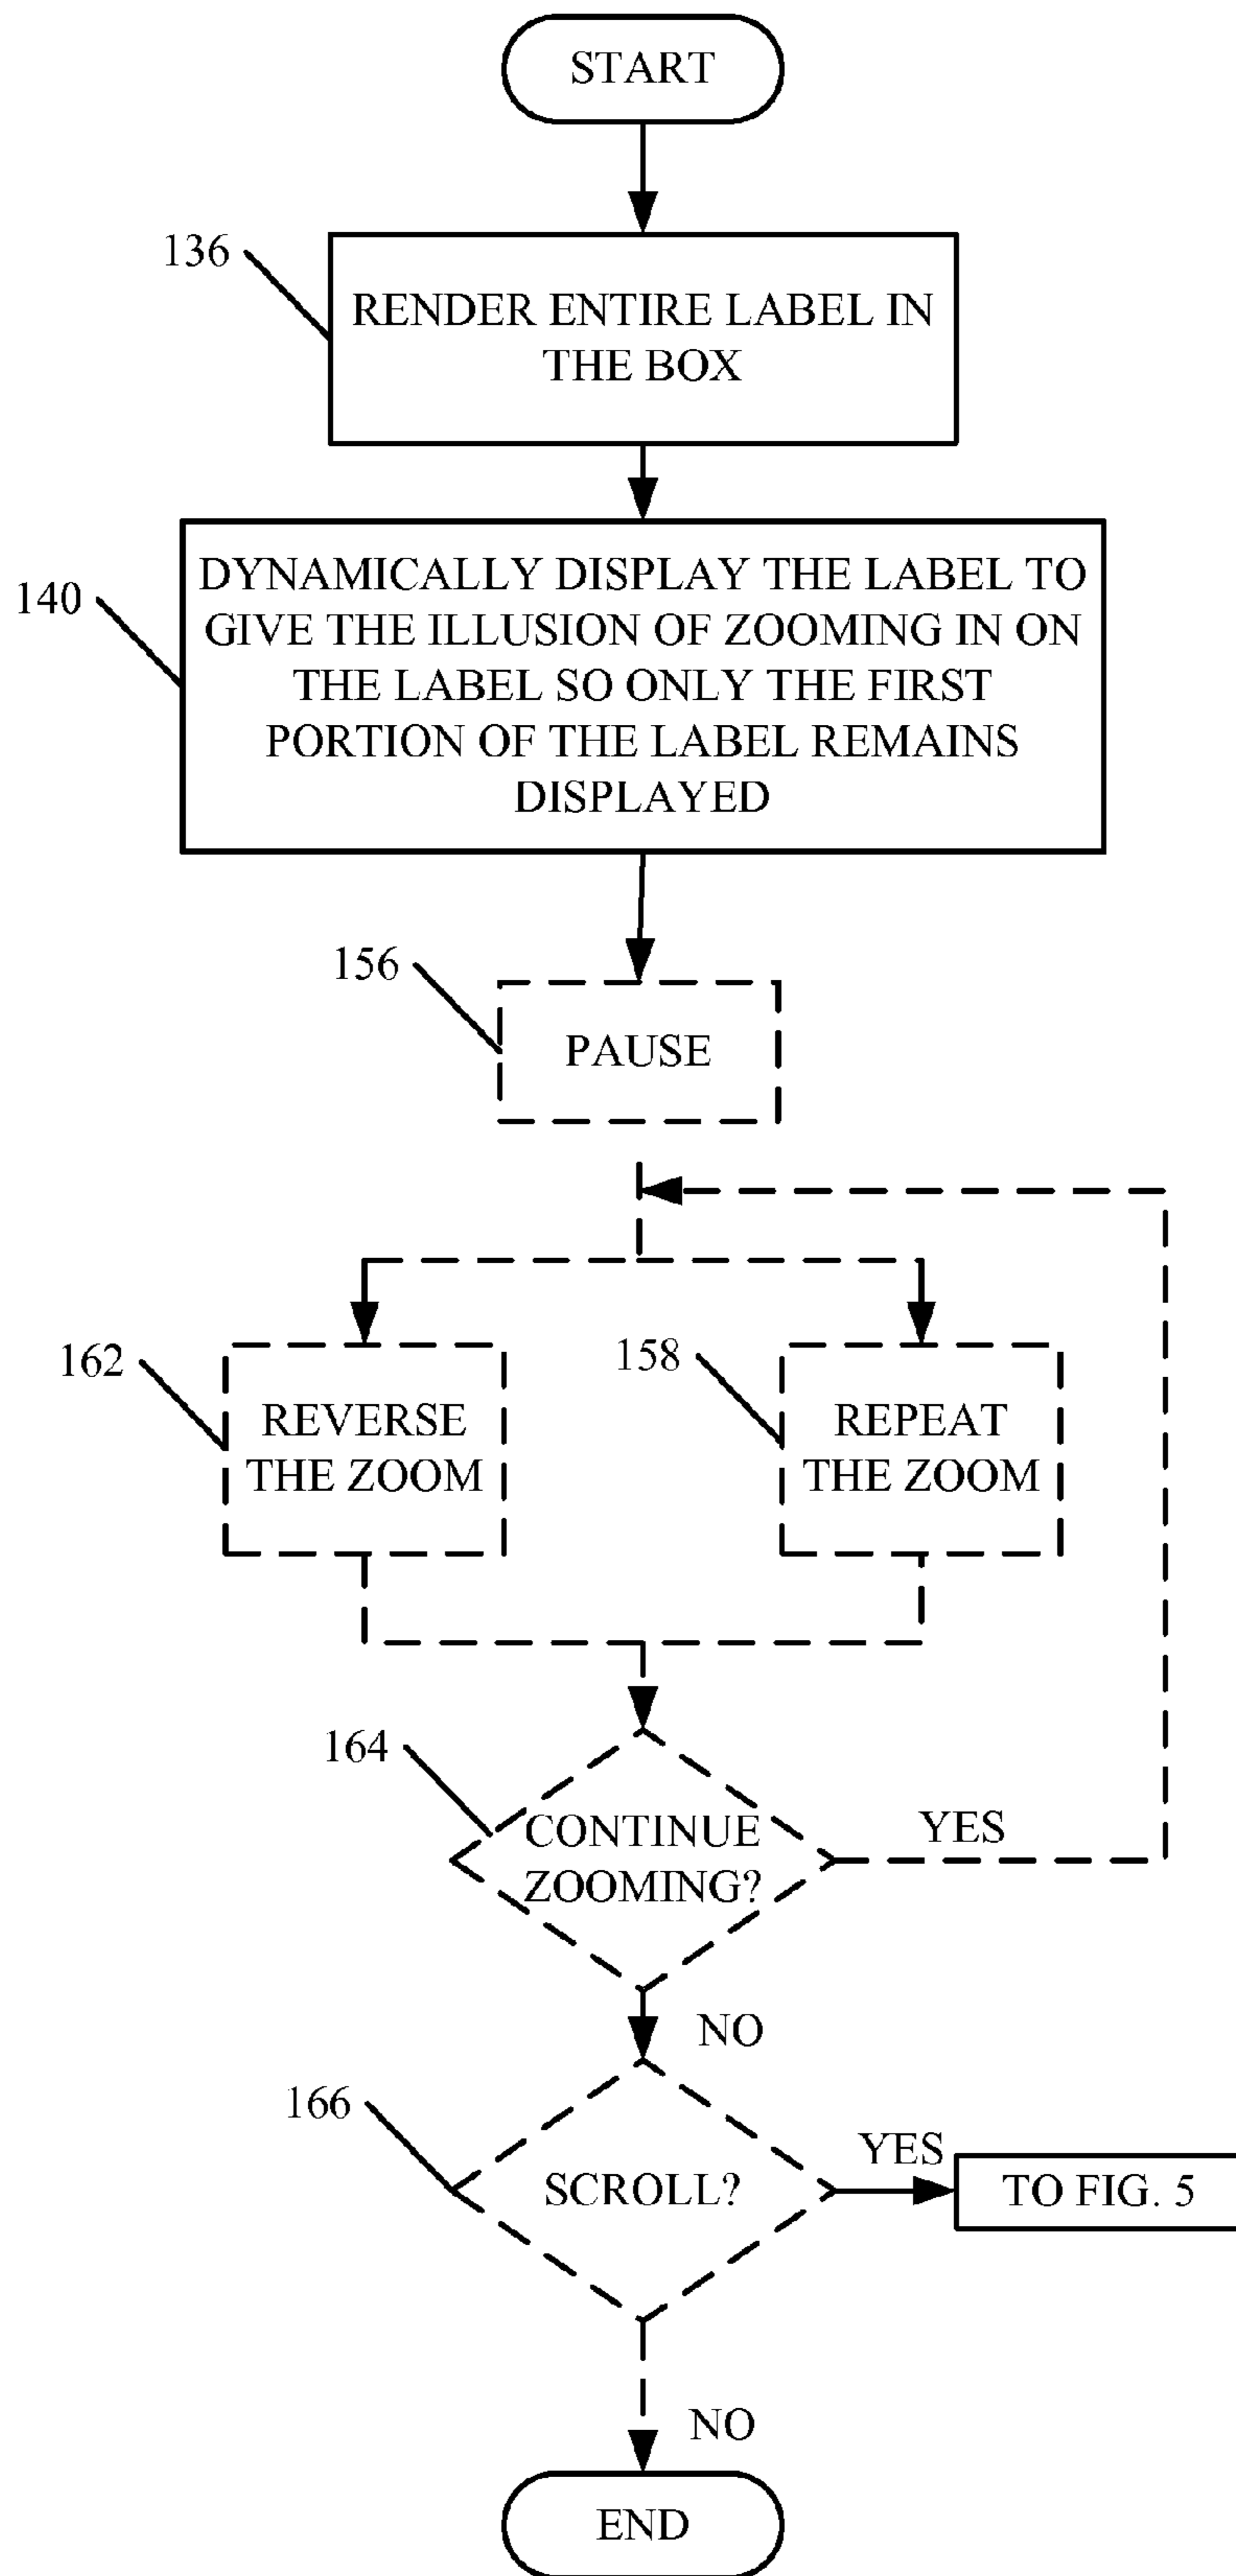 START
136
RENDER ENTIRE LABEL IN
THE BOX
140
DYNAMICALLY DISPLAY THE LABEL TO
GIVE THE ILLUSION OF ZOOMING IN ON
THE LABEL SO ONLY THE FIRST
PORTION OF THE LABEL REMAINS
DISPLAYED
156
PAUSE
162
REVERSE
THE ZOOM
158
REPEAT
THE ZOOM
164
CONTINUE
ZOOMING?
YES
NO
166
SCROLL?
YES
TO FIG. 5
NO
END